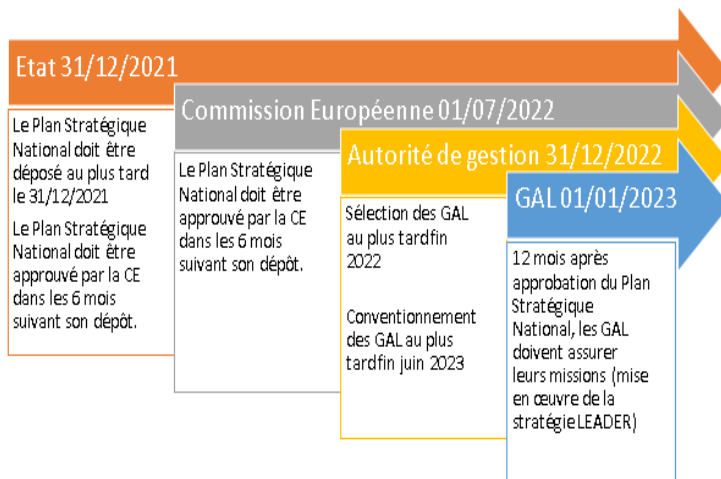 Etat 31/12/2021
Le Plan Stratégique
National doit être
déposé au plus tard
le 31/12/2021
Le Plan Stratégique
National doit être
approuvé par la CE
dans les 6 mois
suivant son dépôt.
Commission Européenne 01/07/2022
Le Plan Stratégique
National doit être
approuvé par la CE
dans les 6 mois
suivant son dépôt.
Autorité de gestion 31/12/2022
Sélection des GAL
au plus tardfin
2022
Conventionnement
des GAL au plus
tardfin juin 2023
GAL 01/01/2023
12 mois après
approbation du Plan
Stratégique
National, les GAL
doivent assurer
leurs missions (mise
en œuvre de la
stratégie LEADER)